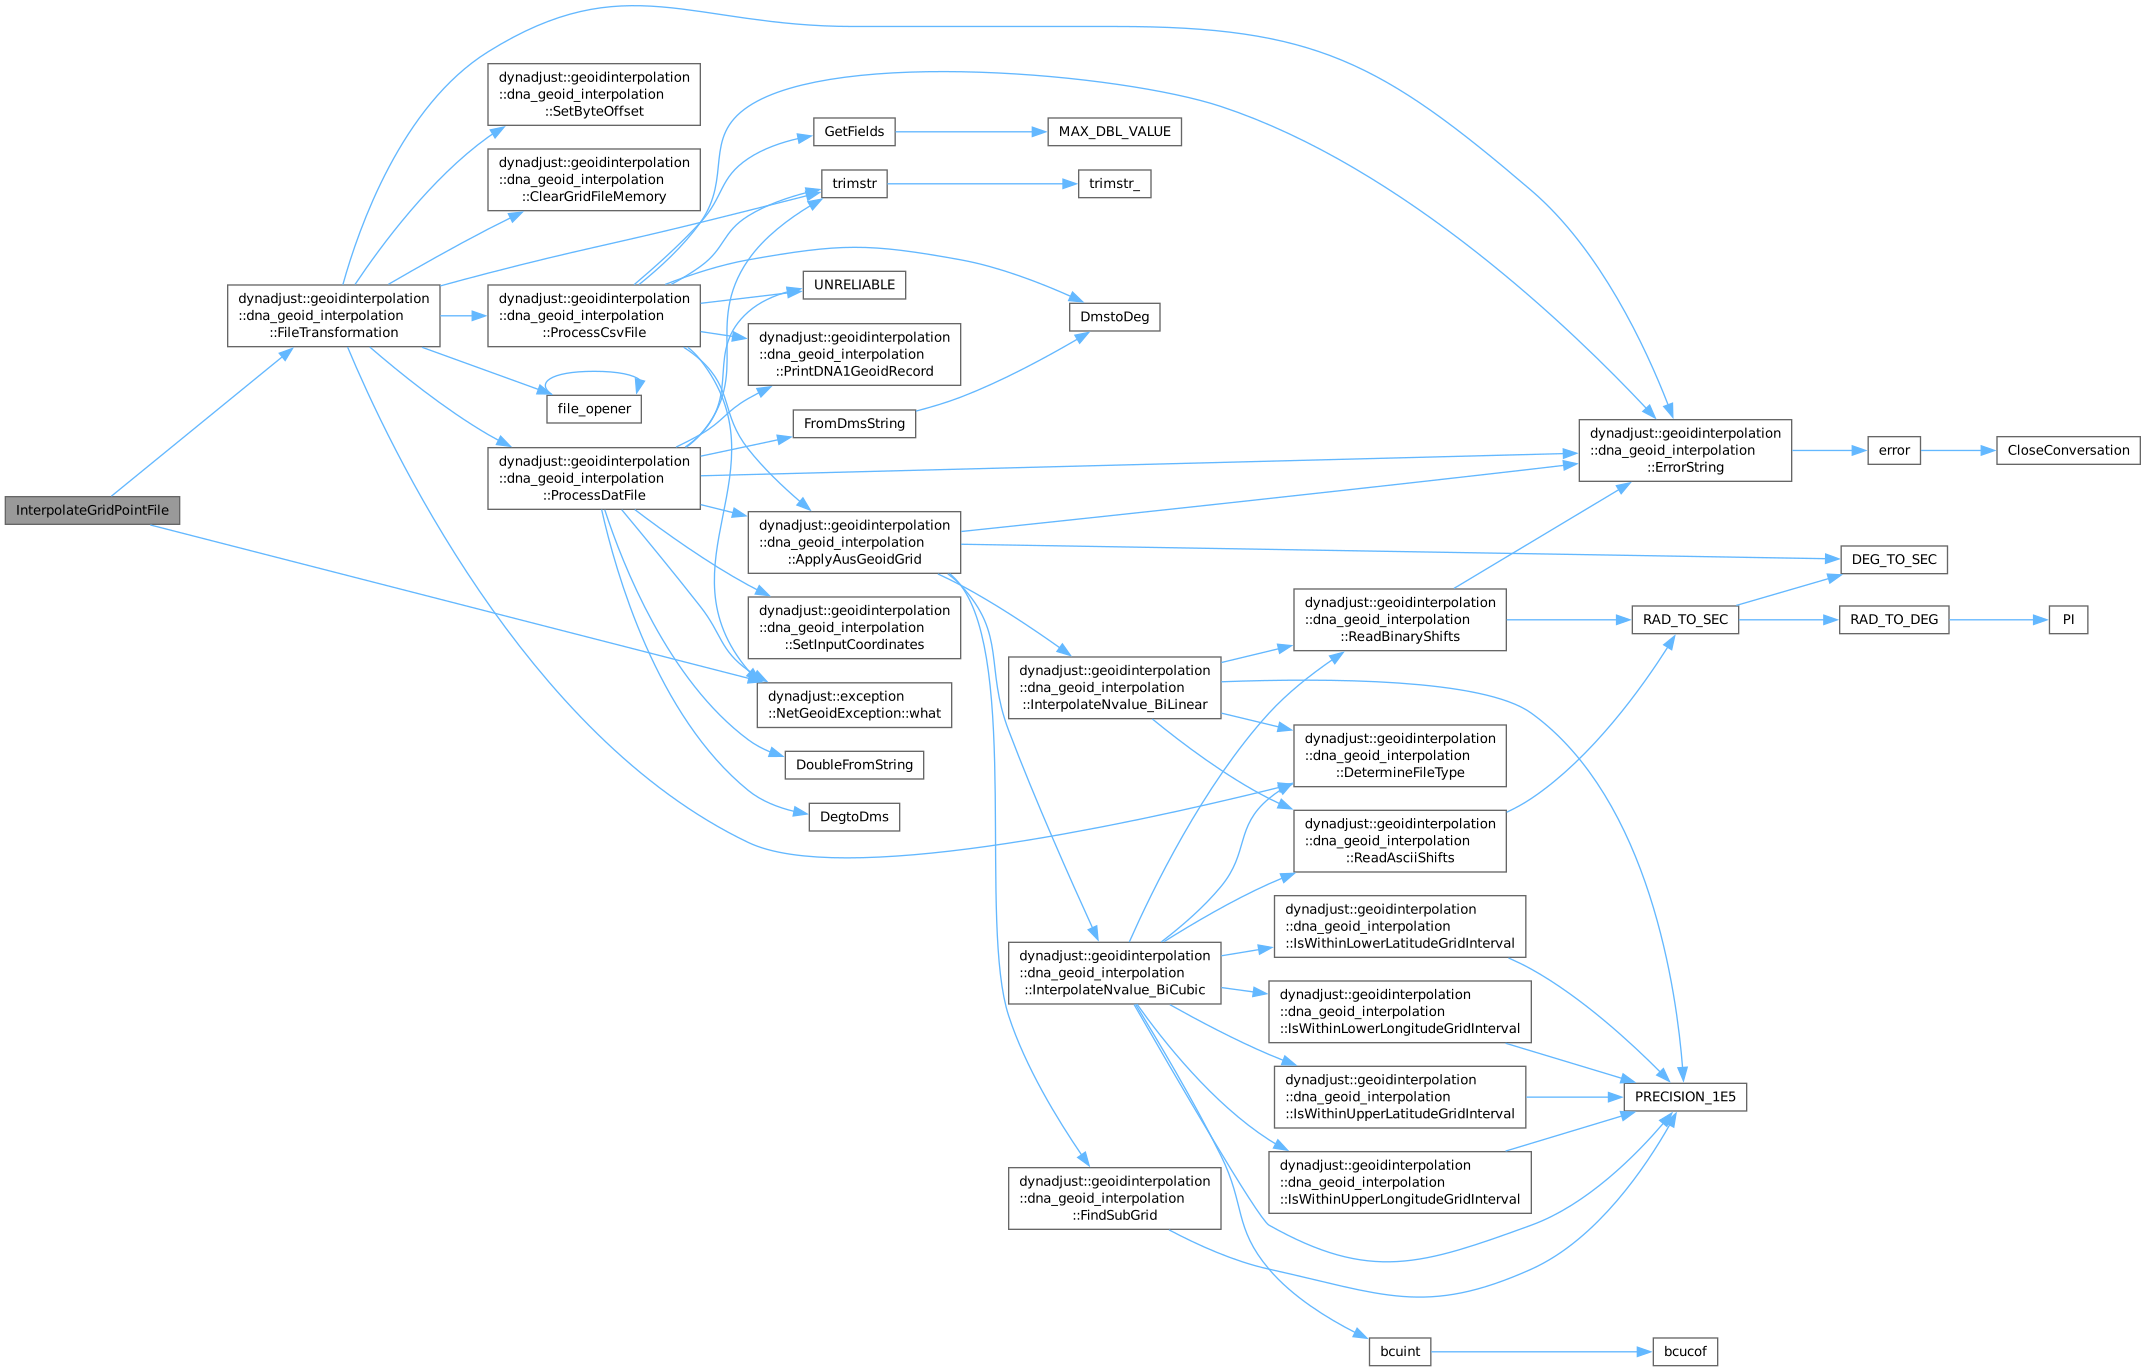 InterpolateGridPointFile
dynadjust::geoidinterpolation
::dna_geoid_interpolation
::FileTransformation
dynadjust::geoidinterpolation
::dna_geoid_interpolation
::SetByteOffset
dynadjust::geoidinterpolation
::dna_geoid_interpolation
::ClearGridFileMemory
dynadjust::geoidinterpolation
::dna_geoid_interpolation
::ProcessCsvFile
file_opener
dynadjust::geoidinterpolation
::dna_geoid_interpolation
::ProcessDatFile
GetFields
trimstr
UNRELIABLE
dynadjust::geoidinterpolation
::dna_geoid_interpolation
::PrintDNA1GeoidRecord
FromDmsString
dynadjust::geoidinterpolation
::dna_geoid_interpolation
::ApplyAusGeoidGrid
dynadjust::geoidinterpolation
::dna_geoid_interpolation
::SetInputCoordinates
dynadjust::exception
::NetGeoidException::what
DoubleFromString
DegtoDms
MAX_DBL_VALUE
trimstr_
DmstoDeg
dynadjust::geoidinterpolation
::dna_geoid_interpolation
::InterpolateNvalue_BiLinear
dynadjust::geoidinterpolation
::dna_geoid_interpolation
::InterpolateNvalue_BiCubic
dynadjust::geoidinterpolation
::dna_geoid_interpolation
::FindSubGrid
dynadjust::geoidinterpolation
::dna_geoid_interpolation
::ReadBinaryShifts
dynadjust::geoidinterpolation
::dna_geoid_interpolation
::DetermineFileType
dynadjust::geoidinterpolation
::dna_geoid_interpolation
::ReadAsciiShifts
dynadjust::geoidinterpolation
::dna_geoid_interpolation
::IsWithinLowerLatitudeGridInterval
dynadjust::geoidinterpolation
::dna_geoid_interpolation
::IsWithinLowerLongitudeGridInterval
dynadjust::geoidinterpolation
::dna_geoid_interpolation
::IsWithinUpperLatitudeGridInterval
dynadjust::geoidinterpolation
::dna_geoid_interpolation
::IsWithinUpperLongitudeGridInterval
bcuint
dynadjust::geoidinterpolation
::dna_geoid_interpolation
::ErrorString
RAD_TO_SEC
PRECISION_1E5
bcucof
error
DEG_TO_SEC
RAD_TO_DEG
CloseConversation
PI